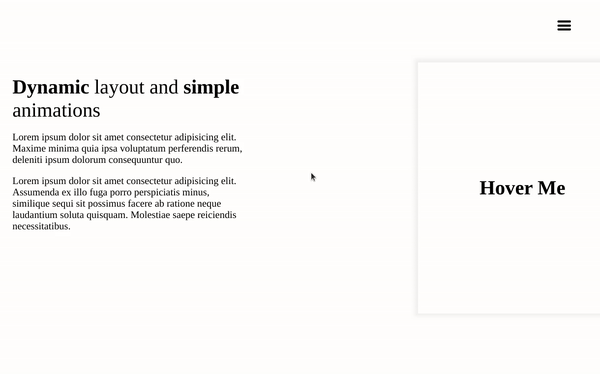 Dynamic layout and simple
animations
Lorem ipsum dolor sit amet consectetur adipisicing elit.
Maxime minima quia ipsa voluptatum perferendis rerum,
deleniti ipsum dolorum consequuntur quo.
Lorem ipsum dolor sit amet consectetur adipisicing elit.
Assumenda ex illo fuga porro perspiciatis minus,
similique sequi sit possimus facere ab ratione neque
laudantium soluta quisquam. Molestiae saepe reiciendis
necessitatibus.
Hover Me